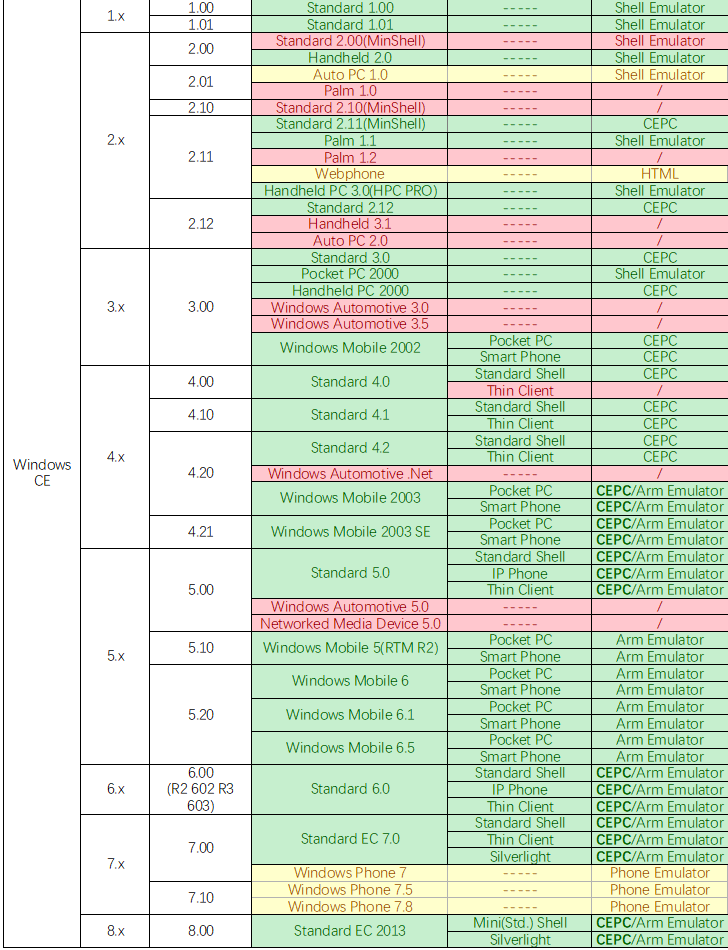 Windows CE
1.x
1.00 Standard 1.00 ----- Shell Emulator
1.01 Standard 1.01 ----- Shell Emulator
2.x
2.00 Standard 2.00(MinShell) ----- Shell Emulator
Handheld 2.0 ----- Shell Emulator
2.01 Auto PC 1.0 ----- Shell Emulator
Palm 1.0 ----- /
2.10 Standard 2.10(MinShell) ----- /
2.11 Standard 2.11(MinShell) ----- CEPC
Palm 1.1 ----- Shell Emulator
Palm 1.2 ----- /
Webphone ----- HTML
Handheld PC 3.0(HPC PRO) ----- Shell Emulator
2.12 Standard 2.12 ----- CEPC
Handheld 3.1 ----- /
Auto PC 2.0 ----- /
3.x
3.00 Standard 3.0 ----- CEPC
Pocket PC 2000 ----- Shell Emulator
Handheld PC 2000 ----- CEPC
Windows Automotive 3.0 ----- /
Windows Automotive 3.5 ----- /
Windows Mobile 2002 Pocket PC CEPC
Smart Phone CEPC
4.x
4.00 Standard 4.0 Standard Shell CEPC
Thin Client /
4.10 Standard 4.1 Standard Shell CEPC
Thin Client CEPC
4.20 Standard 4.2 Standard Shell CEPC
Thin Client CEPC
Windows Automotive .Net ----- /
Windows Mobile 2003 Pocket PC CEPC/Arm Emulator
Smart Phone CEPC/Arm Emulator
4.21 Windows Mobile 2003 SE Pocket PC CEPC/Arm Emulator
Smart Phone CEPC/Arm Emulator
5.x
5.00 Standard 5.0 Standard Shell CEPC/Arm Emulator
IP Phone CEPC/Arm Emulator
Thin Client CEPC/Arm Emulator
Windows Automotive 5.0 ----- /
Networked Media Device 5.0 ----- /
5.10 Windows Mobile 5(RTM R2) Pocket PC Arm Emulator
Smart Phone Arm Emulator
5.20 Windows Mobile 6 Pocket PC Arm Emulator
Smart Phone Arm Emulator
Windows Mobile 6.1 Pocket PC Arm Emulator
Smart Phone Arm Emulator
Windows Mobile 6.5 Pocket PC Arm Emulator
Smart Phone Arm Emulator
6.x
6.00 (R2 602 R3 603) Standard 6.0 Standard Shell CEPC/Arm Emulator
IP Phone CEPC/Arm Emulator
Thin Client CEPC/Arm Emulator
7.x
7.00 Standard EC 7.0 Standard Shell CEPC/Arm Emulator
Thin Client CEPC/Arm Emulator
Silverlight CEPC/Arm Emulator
Windows Phone 7 ----- Phone Emulator
7.10 Windows Phone 7.5 ----- Phone Emulator
Windows Phone 7.8 ----- Phone Emulator
8.x
8.00 Standard EC 2013 Mini(Std.) Shell CEPC/Arm Emulator
Silverlight CEPC/Arm Emulator